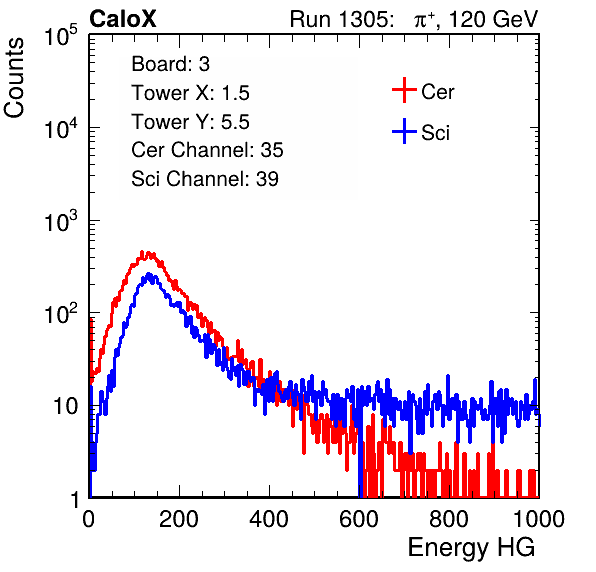 CaloX Run 1305: π⁺, 120 GeV
Counts
Board: 3
Tower X: 1.5
Tower Y: 5.5
Cer Channel: 35
Sci Channel: 39
Cer
Sci
10⁵
10⁴
10³
10²
10
1
0 200 400 600 800 1000
Energy HG